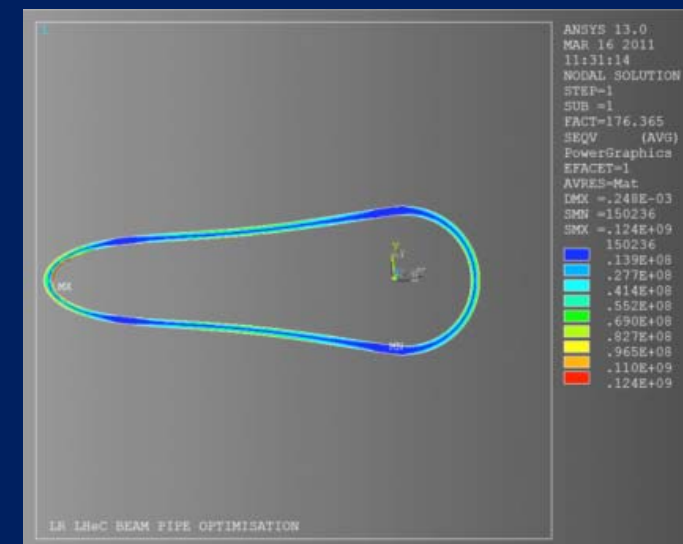 1
ANSYS 13.0
MAR 16 2011
11:31:14
NODAL SOLUTION
STEP=1
SUB =1
FACT=176.365
SEQV (AVG)
PowerGraphics
EFACET=1
AVRES=Mat
DMX =.248E-03
SMN =150236
SMX =.124E+09
150236
.139E+08
.277E+08
.414E+08
.552E+08
.690E+08
.827E+08
.965E+08
.110E+09
.124E+09
Y
MX
MN
LR LHeC BEAM PIPE OPTIMISATION